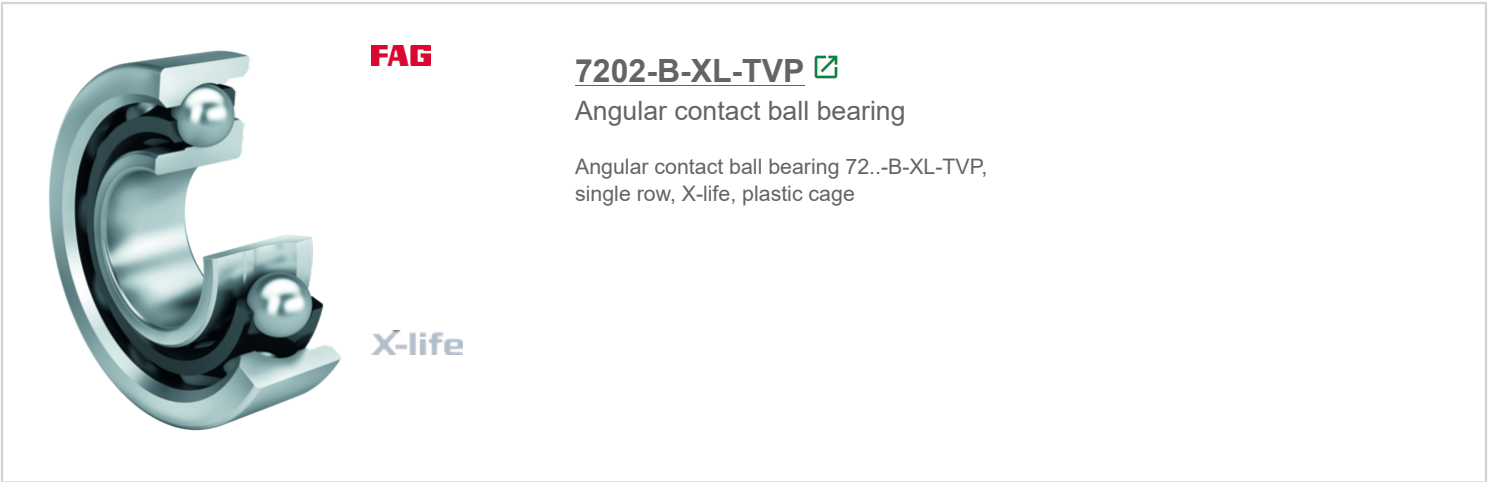 FAG
7202-B-XL-TVP
Angular contact ball bearing
Angular contact ball bearing 72..-B-XL-TVP,
single row, X-life, plastic cage
X-life